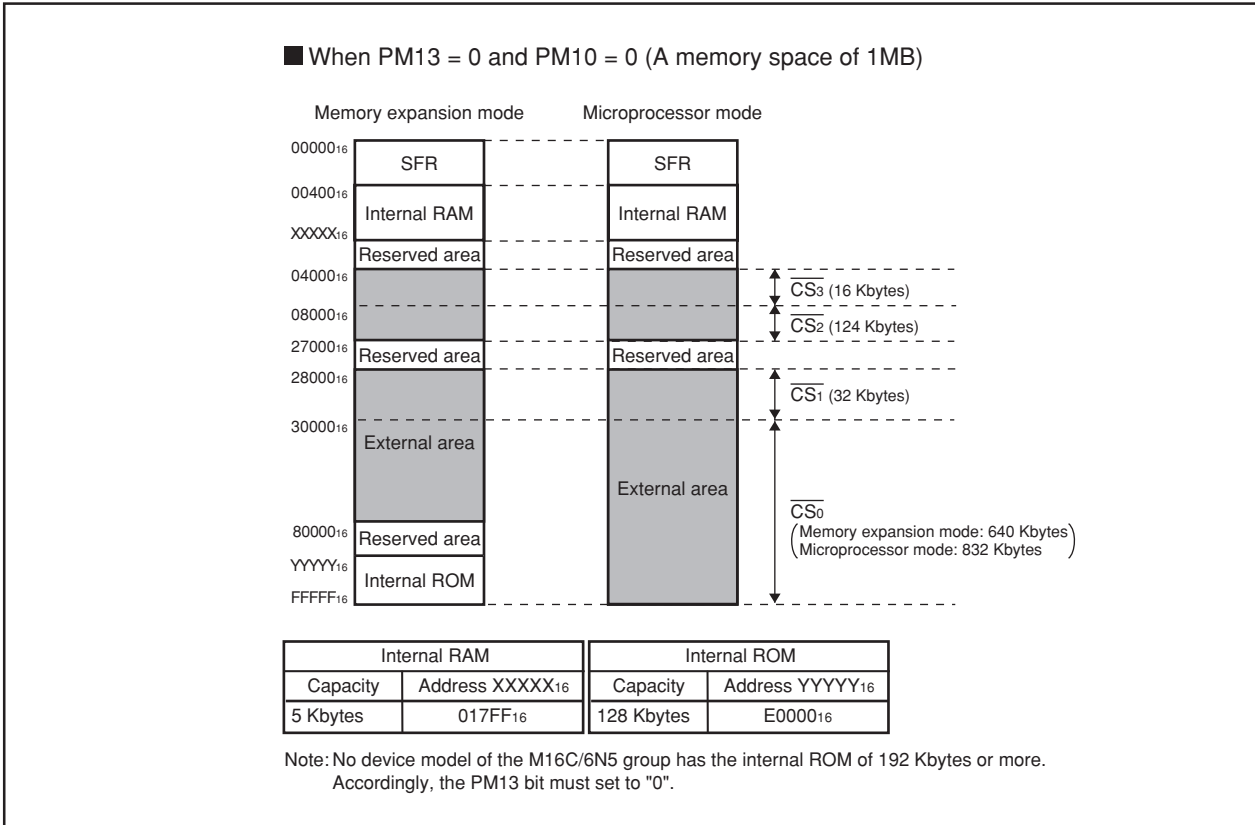 ■ When PM13 = 0 and PM10 = 0 (A memory space of 1MB)
Memory expansion mode
Microprocessor mode
00000₁₆
SFR
SFR
00400₁₆
Internal RAM
Internal RAM
XXXXX₁₆
Reserved area
Reserved area
04000₁₆
CS₃ (16 Kbytes)
08000₁₆
CS₂ (124 Kbytes)
27000₁₆
Reserved area
Reserved area
28000₁₆
CS₁ (32 Kbytes)
30000₁₆
External area
External area
CS₀
(Memory expansion mode: 640 Kbytes
Microprocessor mode: 832 Kbytes)
80000₁₆
Reserved area
YYYYY₁₆
Internal ROM
FFFFF₁₆
Internal RAM
Internal ROM
Capacity Address XXXXX₁₆ Capacity Address YYYYY₁₆
5 Kbytes 017FF₁₆ 128 Kbytes E0000₁₆
Note: No device model of the M16C/6N5 group has the internal ROM of 192 Kbytes or more.
Accordingly, the PM13 bit must set to "0".